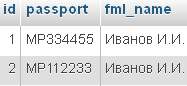 id passport fml_name
1 MP334455 Иванов И.И.
2 MP112233 Иванов И.И.